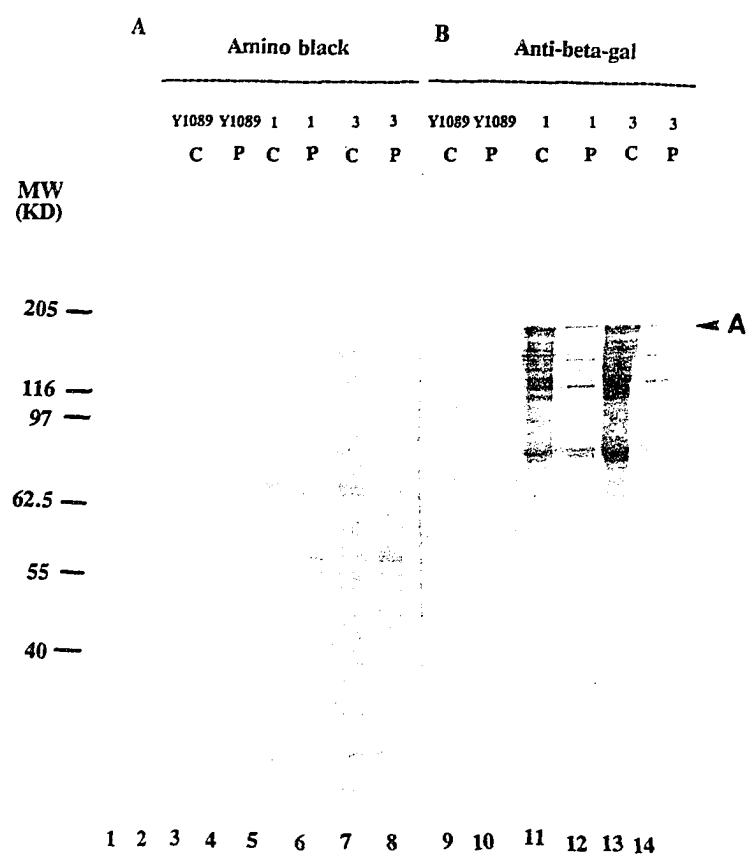 A
B
Amino black
Anti-beta-gal
Y1089 Y1089 1 1 3 3
Y1089 Y1089 1 1 3 3
C P C P C P
C P C P C P
MW
(KD)
205
A
116
97
62.5
55
40
1 2 3 4 5 6 7 8 9 10 11 12 13 14